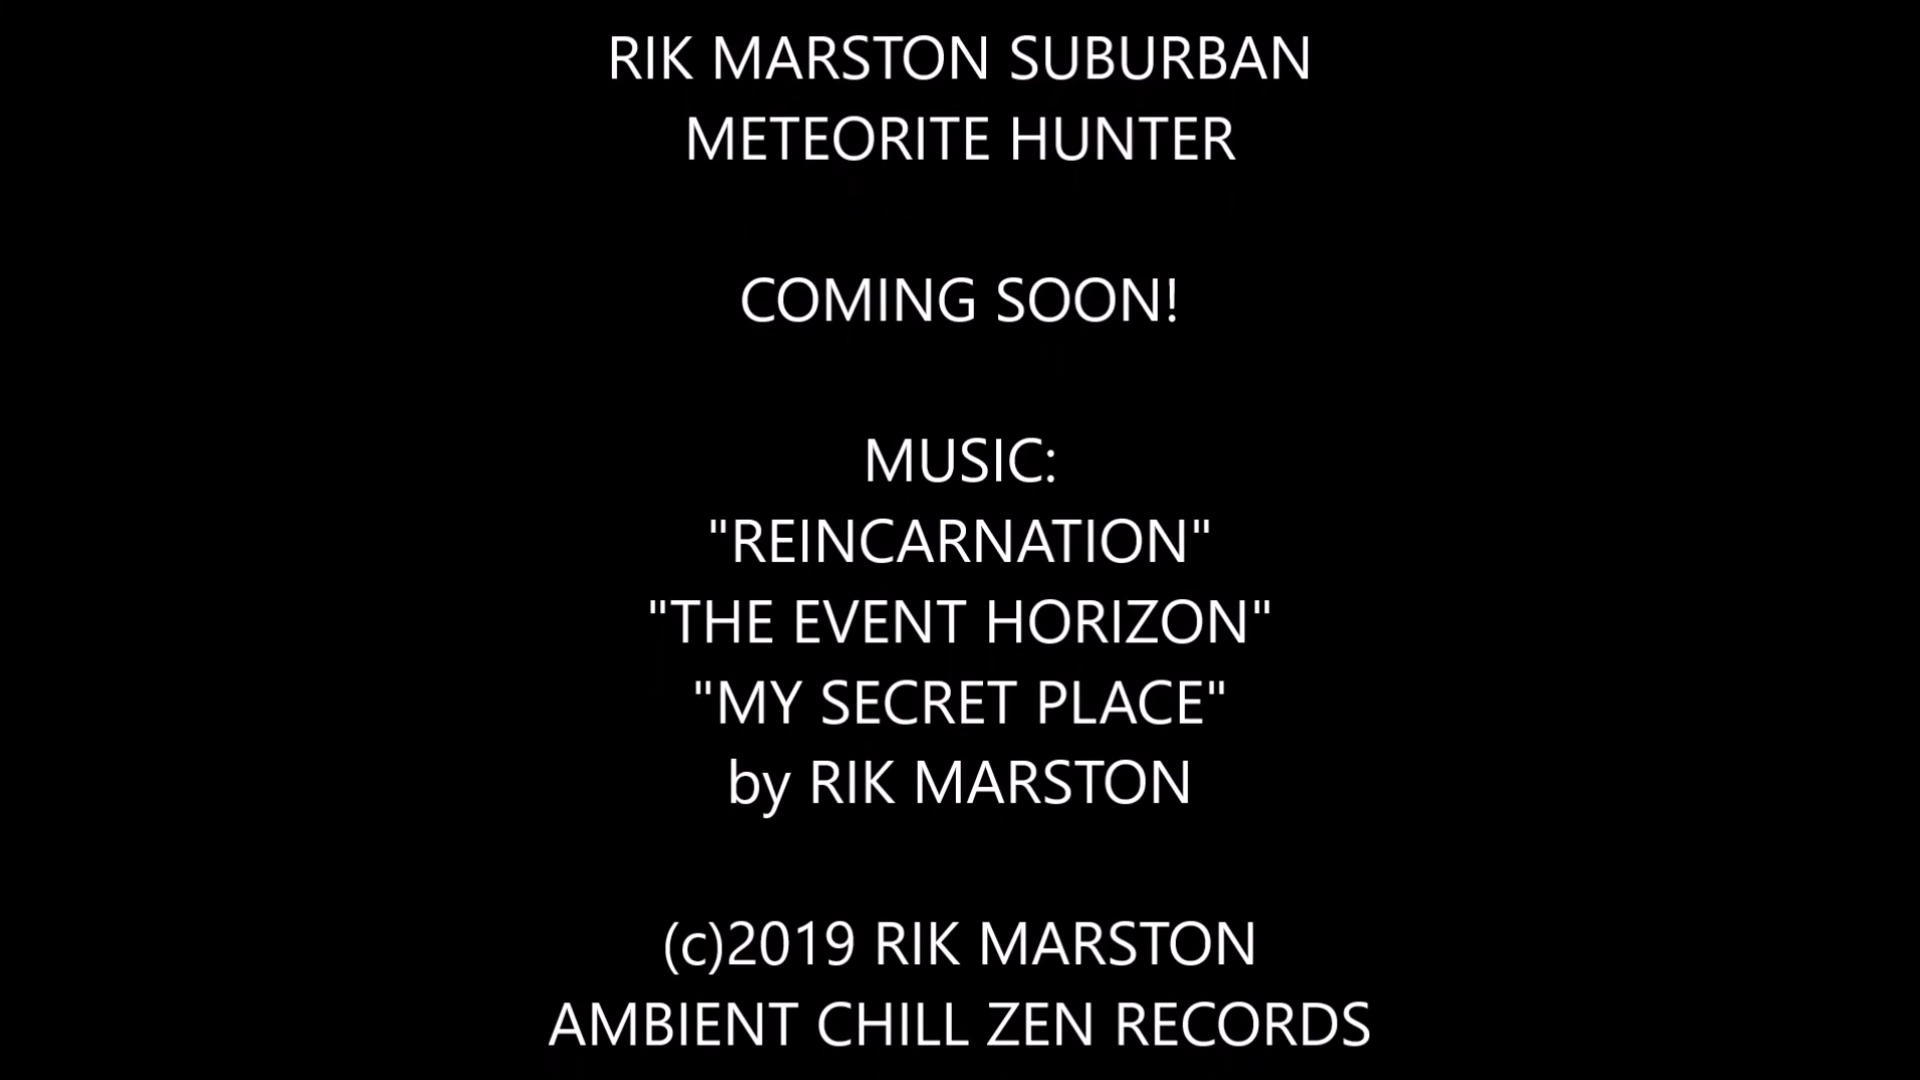 RIK MARSTON SUBURBAN
METEORITE HUNTER
COMING SOON!
MUSIC:
"REINCARNATION"
"THE EVENT HORIZON"
"MY SECRET PLACE"
by RIK MARSTON
(c)2019 RIK MARSTON
AMBIENT CHILL ZEN RECORDS